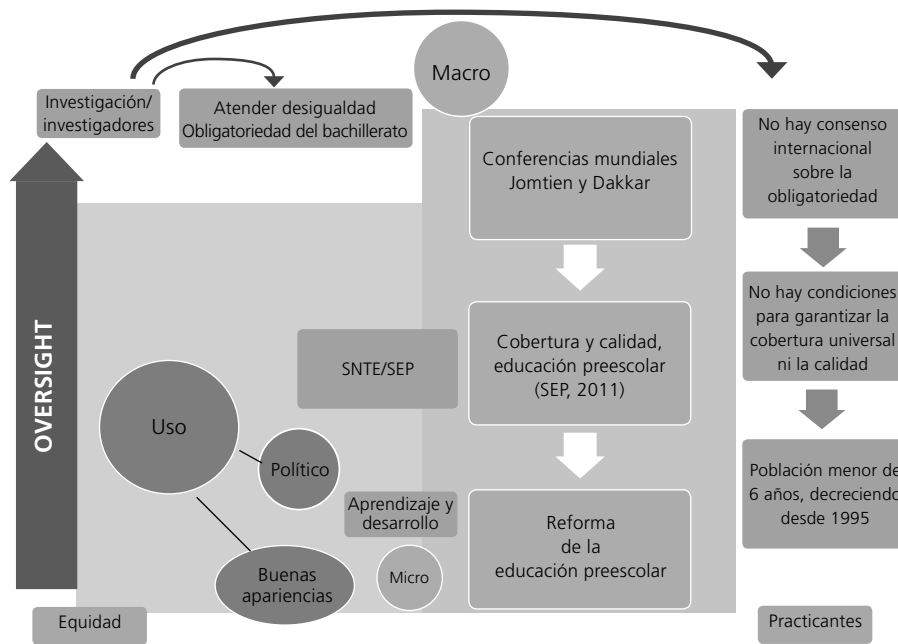 Macro
Investigación/
investigadores
Atender desigualdad
Obligatoriedad del bachillerato
Conferencias mundiales
Jomtien y Dakkar
No hay consenso
internacional
sobre la
obligatoriedad
OVERSIGHT
SNTE/SEP
Cobertura y calidad,
educación preescolar
(SEP, 2011)
No hay condiciones
para garantizar la
cobertura universal
ni la calidad
Uso
Político
Aprendizaje y
desarrollo
Buenas
apariencias
Micro
Reforma
de la
educación preescolar
Población menor de
6 años, decreciendo
desde 1995
Equidad
Practicantes